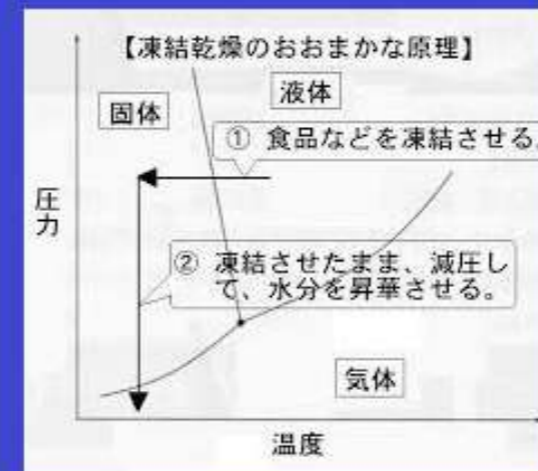 【凍結乾燥のおおまかな原理】
液体
固体
① 食品などを凍結させる。
圧力
② 凍結させたまま、減圧し
て、水分を昇華させる。
気体
温度